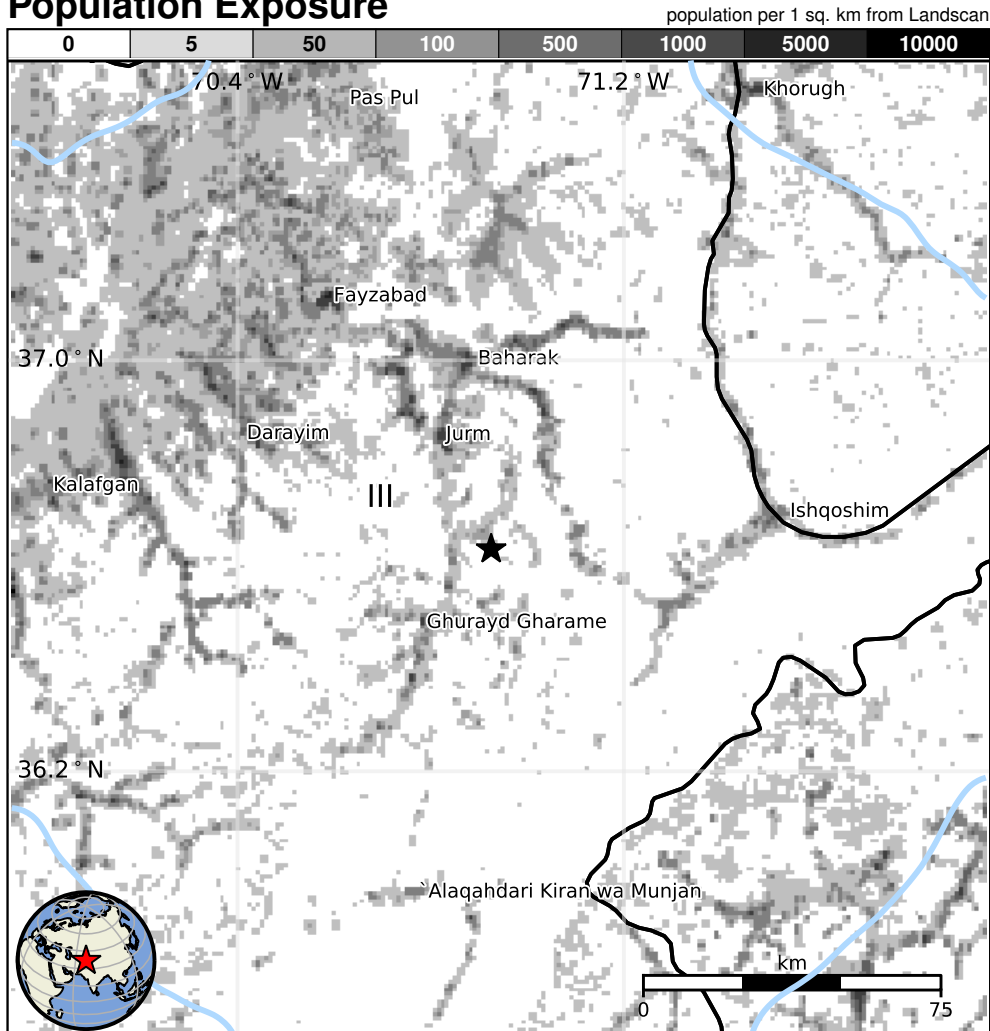 Population Exposure
population per 1 sq. km from Landscan
0 5 50 100 500 1000 5000 10000
70.4°W 71.2°W
Khorugh
Pas Pul
Fayzabad
37.0°N
Baharak
Darayim
Jurm
Kalafgan
III
Ishqoshim
Ghurayd Gharame
36.2°N
`Alaqahdari Kiran wa Munjan
km
0 75